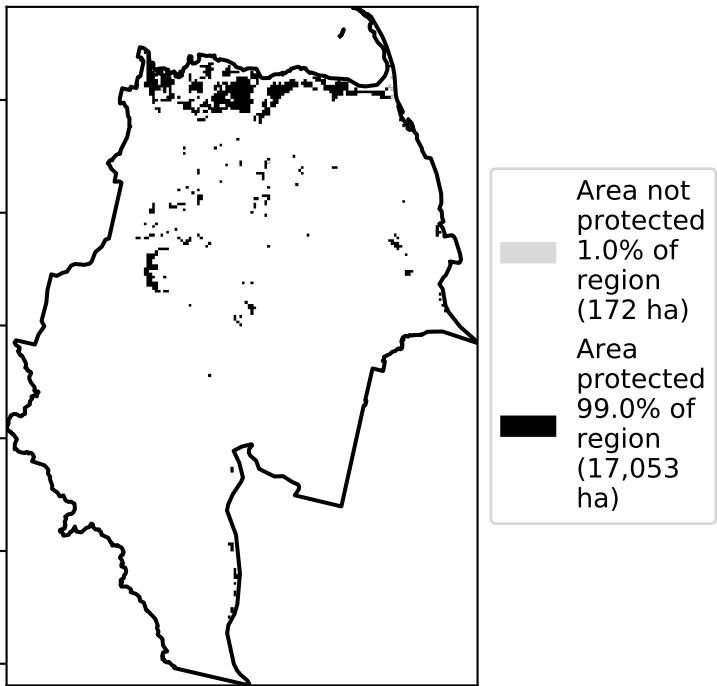 Area not
protected
1.0% of
region
(172 ha)
Area
protected
99.0% of
region
(17,053
ha)